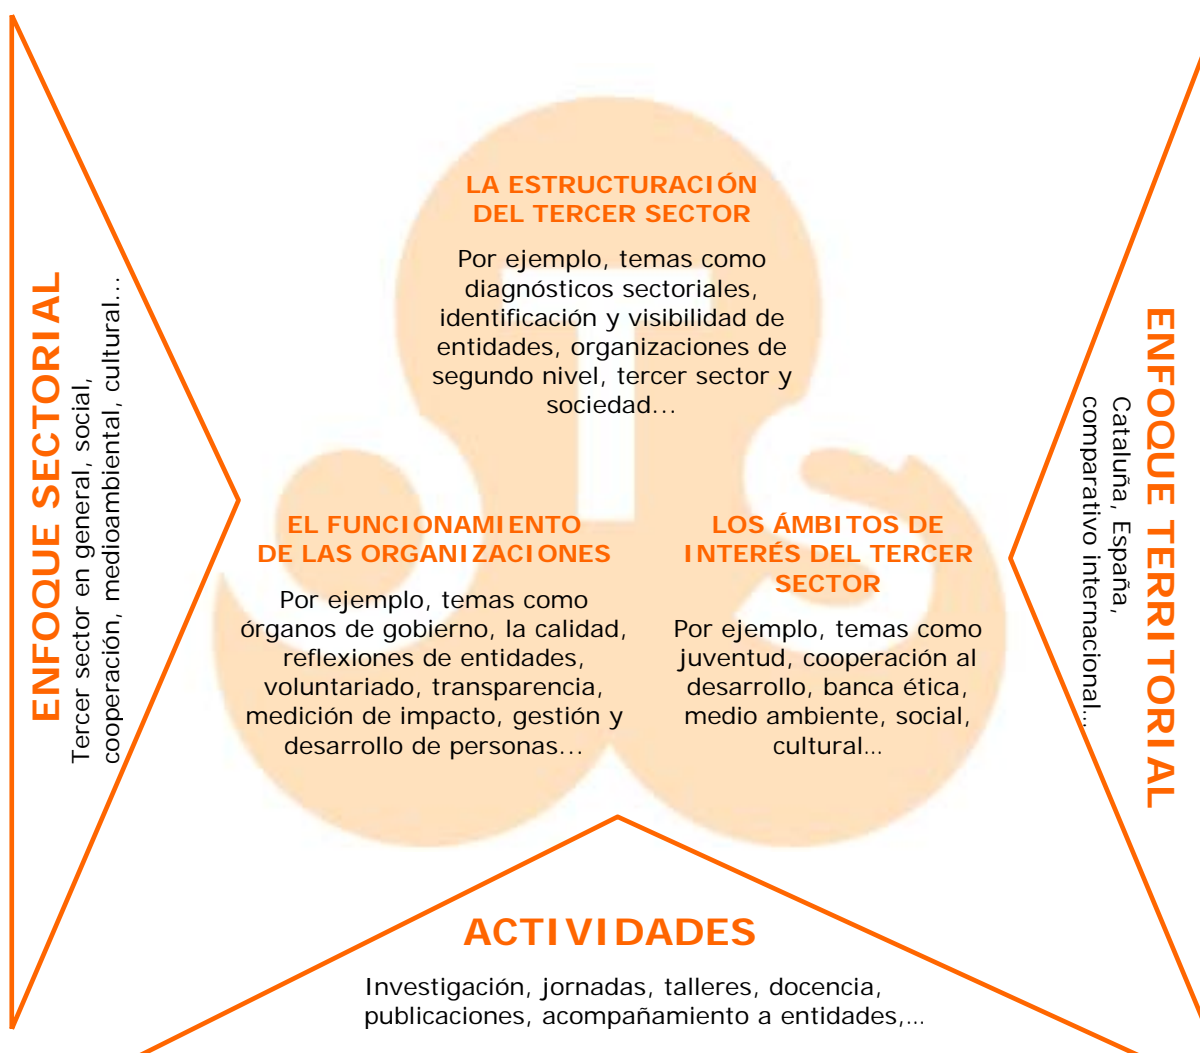 LA ESTRUCTURACIÓN
DEL TERCER SECTOR
Por ejemplo, temas como
diagnósticos sectoriales,
identificación y visibilidad de
entidades, organizaciones de
segundo nivel, tercer sector y
sociedad...
ENFOQUE SECTORIAL
Tercer sector en general, social,
cooperación, medioambiental, cultural...
EL FUNCIONAMIENTO
DE LAS ORGANIZACIONES
Por ejemplo, temas como
órganos de gobierno, la calidad,
reflexiones de entidades,
voluntariado, transparencia,
medición de impacto, gestión y
desarrollo de personas...
LOS ÁMBITOS DE
INTERÉS DEL TERCER
SECTOR
Por ejemplo, temas como
juventud, cooperación al
desarrollo, banca ética,
medio ambiente, social,
cultural...
ENFOQUE TERRITORIAL
Cataluña, España,
comparativo internacional...
ACTIVIDADES
Investigación, jornadas, talleres, docencia,
publicaciones, acompañamiento a entidades,...
OTS